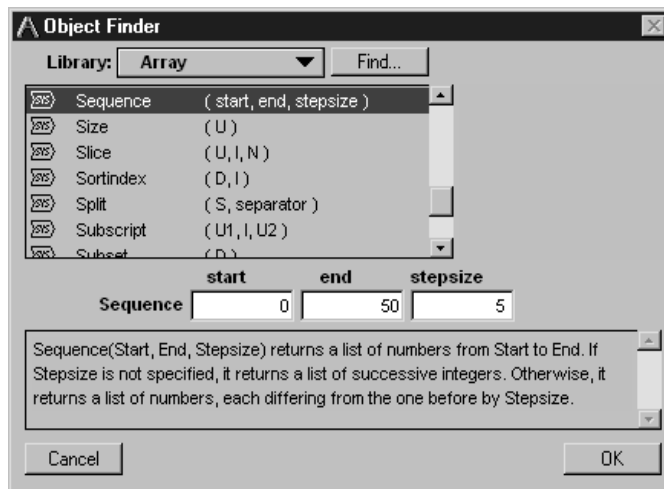 Object Finder
Library: Array Find...
Sequence ( start, end, stepsize )
Size ( U )
Slice ( U, I, N )
Sortindex ( D, I )
Split ( S, separator )
Subscript ( U1, I, U2 )
Subset ( D )
start end stepsize
Sequence 0 50 5
Sequence(Start, End, Stepsize) returns a list of numbers from Start to End. If
Stepsize is not specified, it returns a list of successive integers. Otherwise, it
returns a list of numbers, each differing from the one before by Stepsize.
Cancel OK